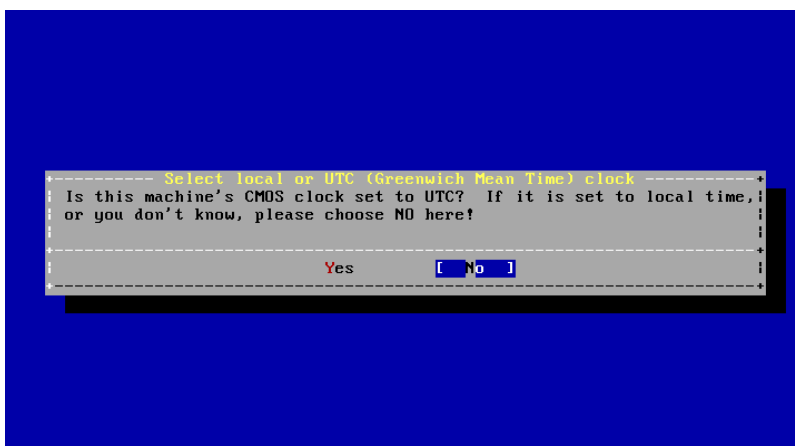 Select local or UTC (Greenwich Mean Time) clock
Is this machine's CMOS clock set to UTC?  If it is set to local time,
or you don't know, please choose NO here!
Yes [ No ]